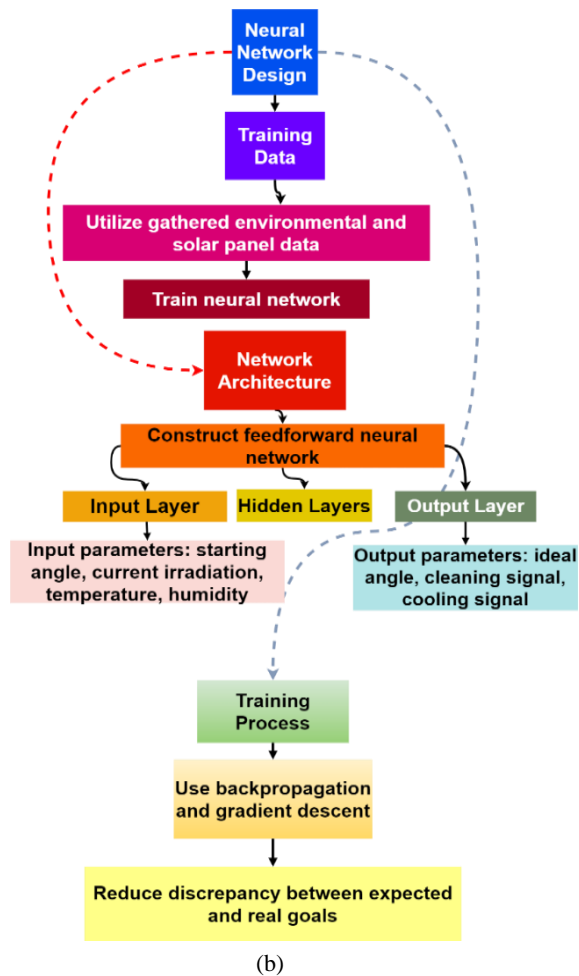 Neural
Network
Design
Training
Data
Utilize gathered environmental and
solar panel data
Train neural network
Network
Architecture
Construct feedforward neural
network
Input Layer
Hidden Layers
Output Layer
Input parameters: starting
angle, current irradiation,
temperature, humidity
Output parameters: ideal
angle, cleaning signal,
cooling signal
Training
Process
Use backpropagation
and gradient descent
Reduce discrepancy between expected
and real goals
(b)